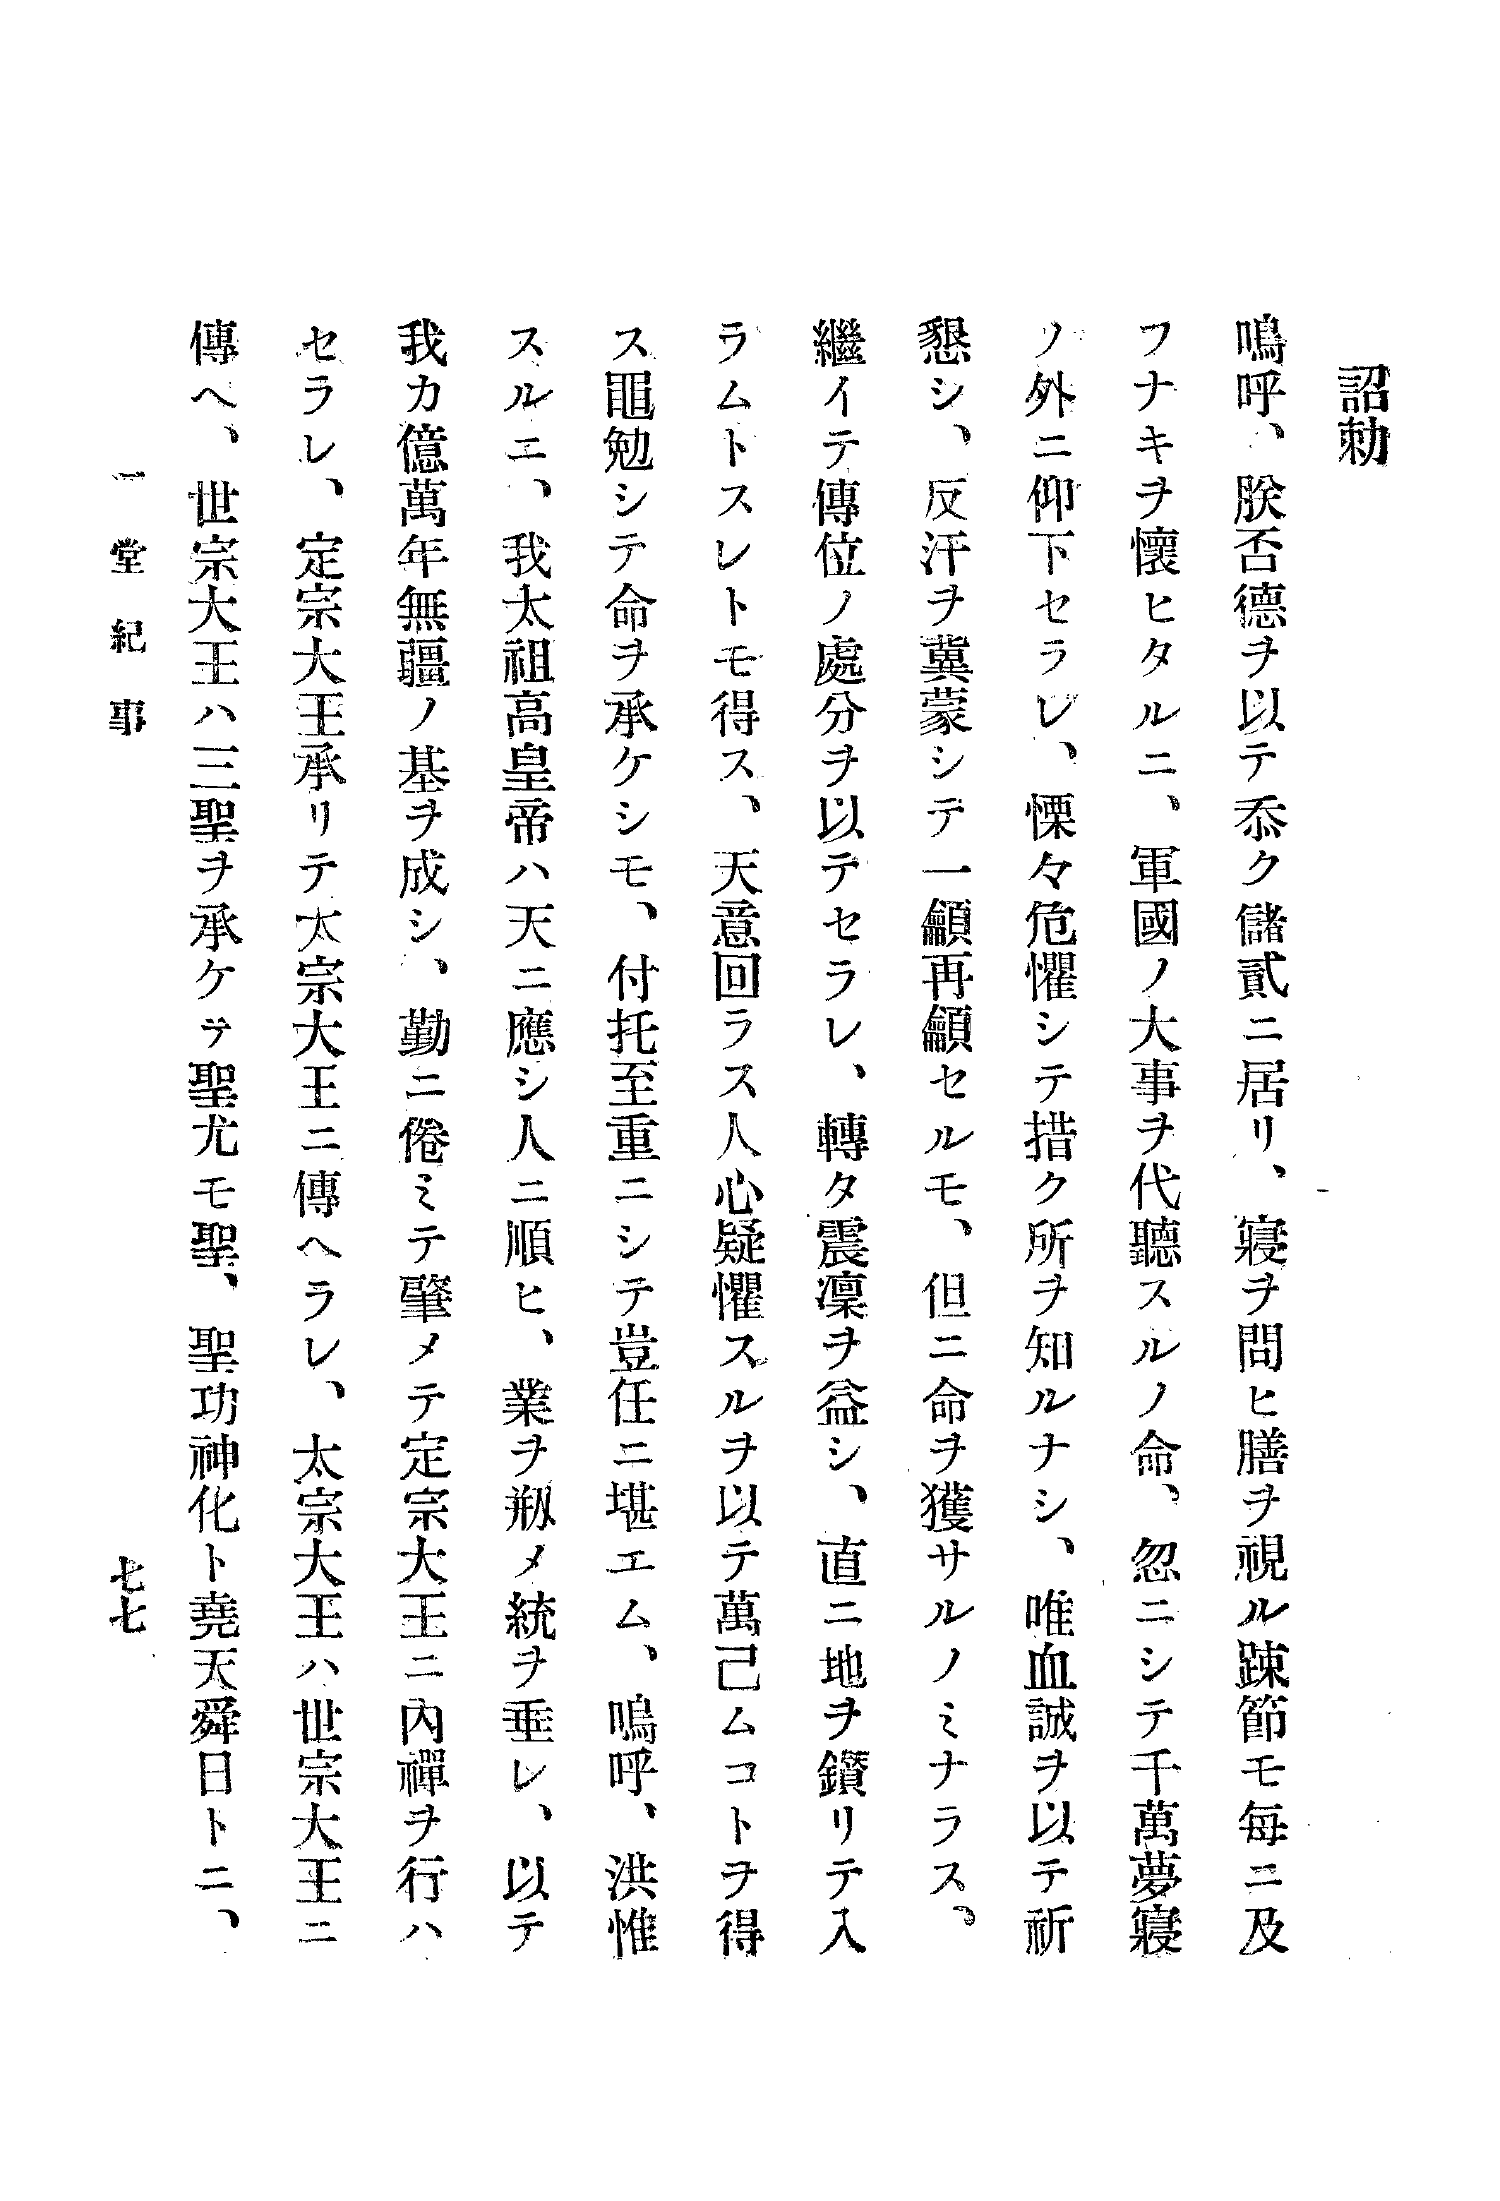 詔勅
嗚呼、朕否德ヲ以テ忝ク儲貳ニ居リ、寢ヲ問ヒ膳ヲ視ル踈節モ每ニ及
フナキヲ懷ヒタルニ、軍國ノ大事ヲ代聽スルノ命、忽ニシテ千萬夢寢
ノ外ニ仰下セラレ、慄々危懼シテ措ク所ヲ知ルナシ、唯血誠ヲ以テ祈
懇シ、反汗ヲ冀蒙シテ一龥再龥セルモ、但ニ命ヲ獲サルノミナラス、
繼イテ傳位ノ處分ヲ以テセラレ、轉タ震凜ヲ益シ、直ニ地ヲ鑽リテ入
ラムトスレトモ得ス、天意回ラス人心疑懼スルヲ以テ萬已ムコトヲ得
ス黽勉シテ命ヲ承ケシモ、付托至重ニシテ豈任ニ堪エム、嗚呼、洪惟
スルエ、我太祖高皇帝ハ天ニ應シ人ニ順ヒ、業ヲ刱メ統ヲ垂レ、以テ
我カ億萬年無疆ノ基ヲ成シ、勤ニ倦ミテ肇メテ定宗大王ニ內禪ヲ行ハ
セラレ、定宗大王承リテ太宗大王ニ傳ヘラレ、太宗大王ハ世宗大王ニ
傳ヘ、世宗大王ハ三聖ヲ承ケテ聖尤モ聖、聖功神化ト堯天舜日トニ、
一堂紀事
七七